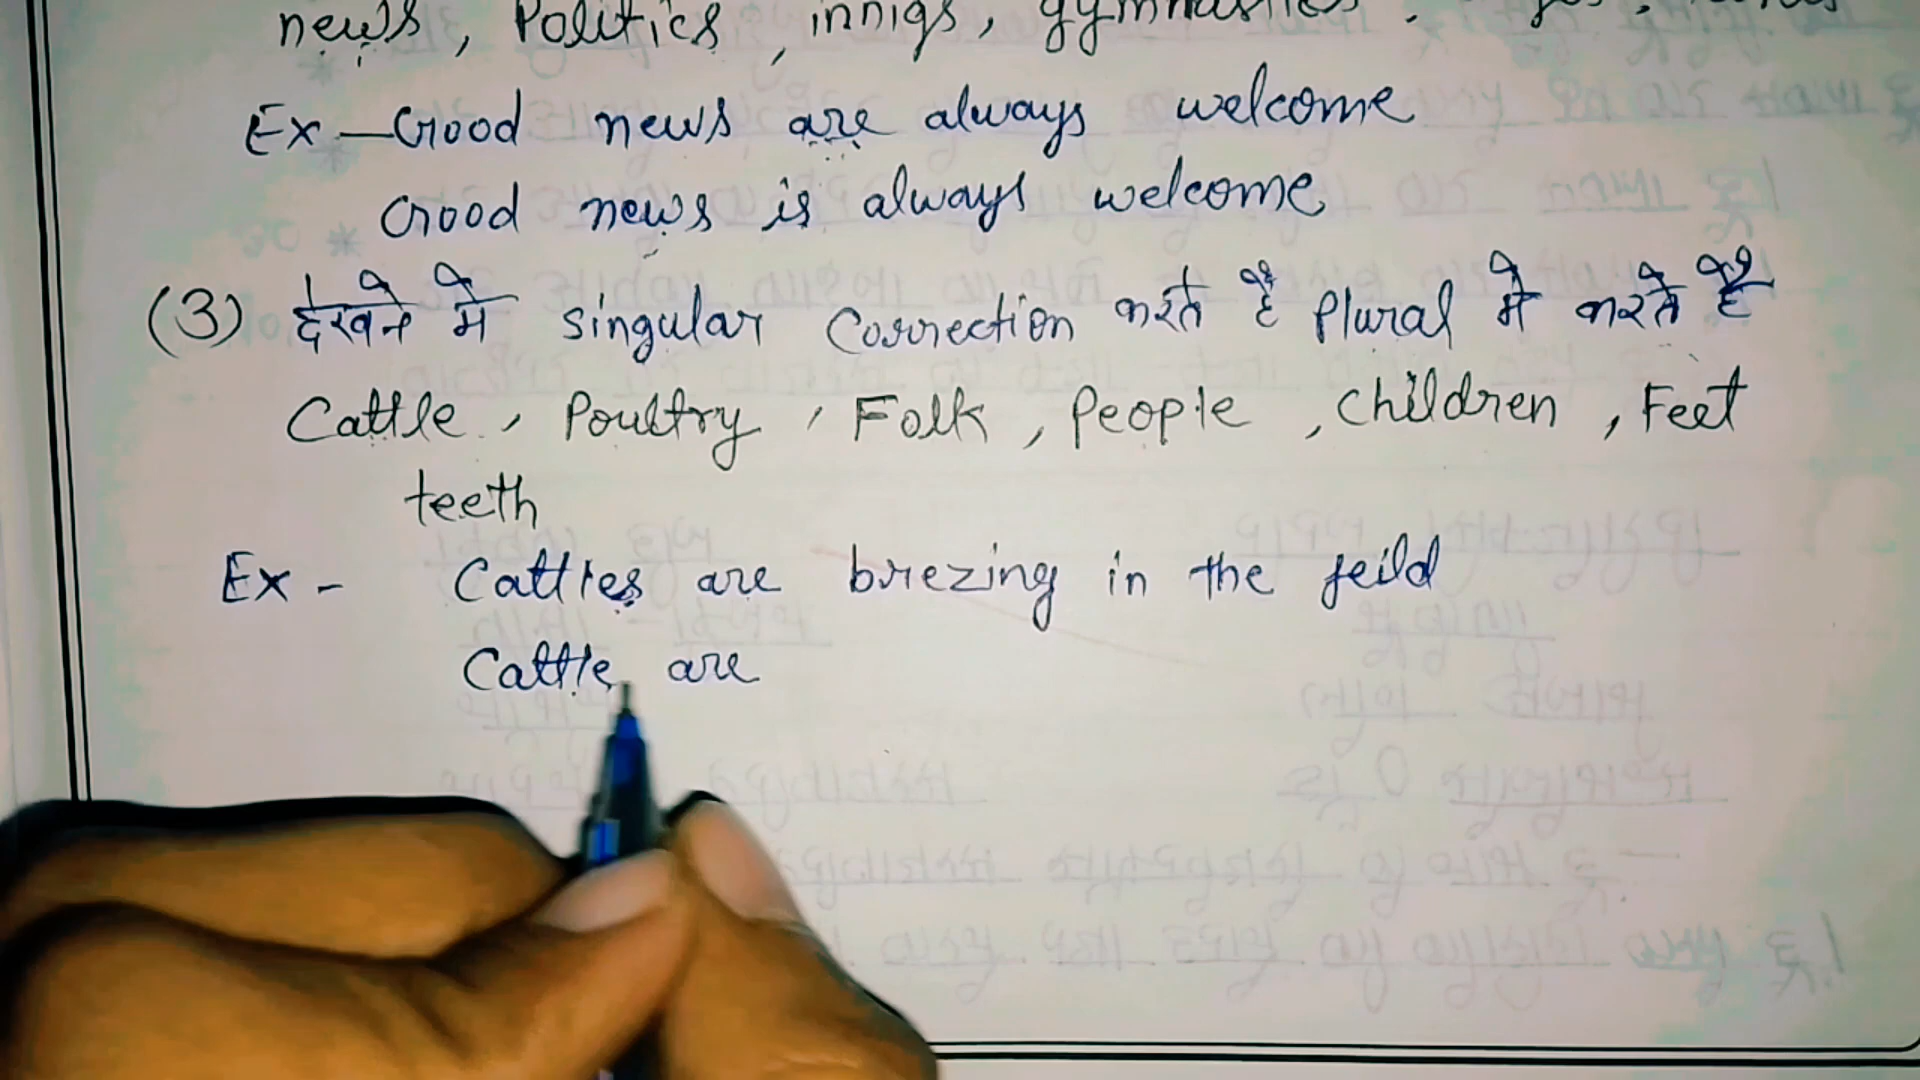 news, Politics, innigs, gymnastics
Ex — Good news are always welcome
Good news is always welcome
(3) देखने मे singular correction करते है Plural मे करते है
Cattle, Poultry, Folk, People, children, Feet
teeth
Ex - Cattles are brezing in the feild
Cattle are